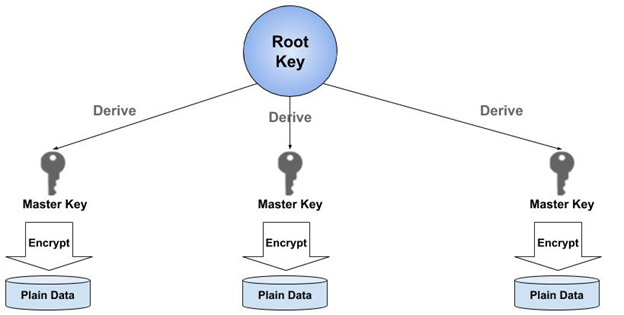 Root
Key
Derive
Derive
Derive
Master Key
Master Key
Master Key
Encrypt
Encrypt
Encrypt
Plain Data
Plain Data
Plain Data